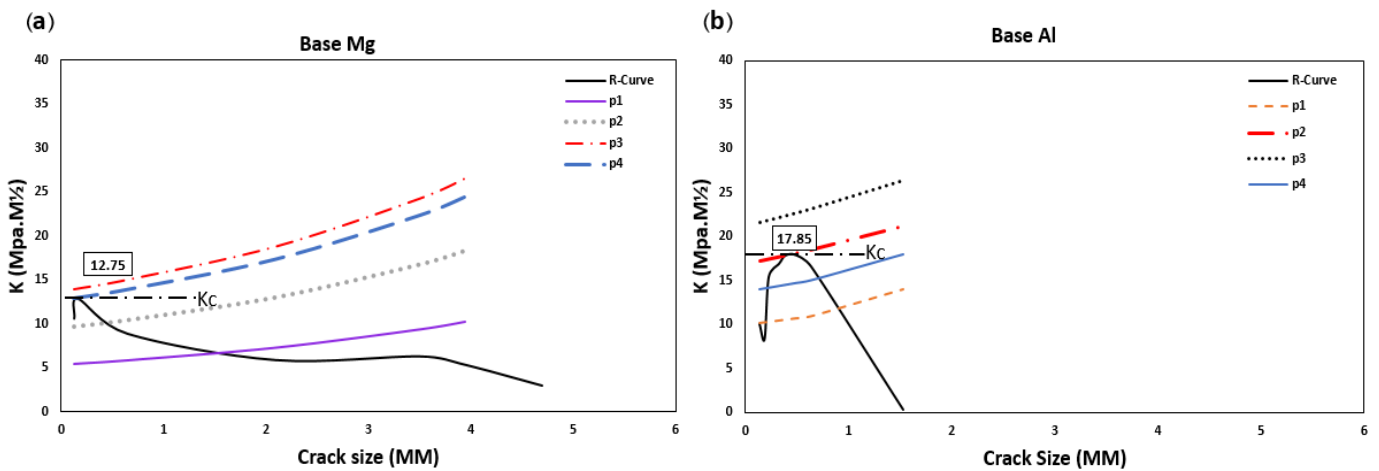 (a)
Base Mg
K (Mpa.M½)
40
35
30
25
20
15
10
5
0
0 1 2 3 4 5 6
Crack size (MM)
R-Curve
p1
p2
p3
p4
12.75
Kc
(b)
Base Al
K (Mpa.M½)
40
35
30
25
20
15
10
5
0
0 1 2 3 4 5 6
Crack Size (MM)
R-Curve
p1
p2
p3
p4
17.85
Kc